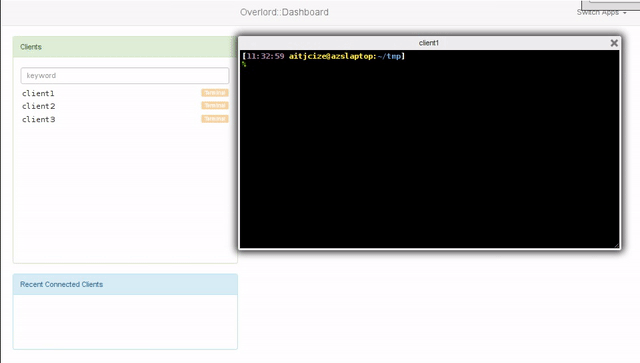 Overlord::Dashboard
Switch Apps
Clients
keyword
client1
Terminal
client2
Terminal
client3
Terminal
client1
[11:32:59 aitjcize@azslaptop:~/tmp]
%
Recent Connected Clients